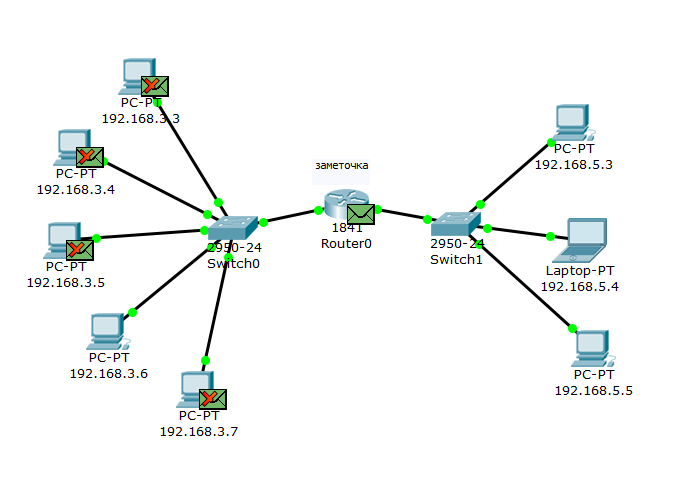 PC-PT
192.168.3.3
PC-PT
192.168.3.4
PC-PT
192.168.3.5
PC-PT
192.168.3.6
PC-PT
192.168.3.7
2950-24
Switch0
заметочка
1841
Router0
2950-24
Switch1
PC-PT
192.168.5.3
Laptop-PT
192.168.5.4
PC-PT
192.168.5.5